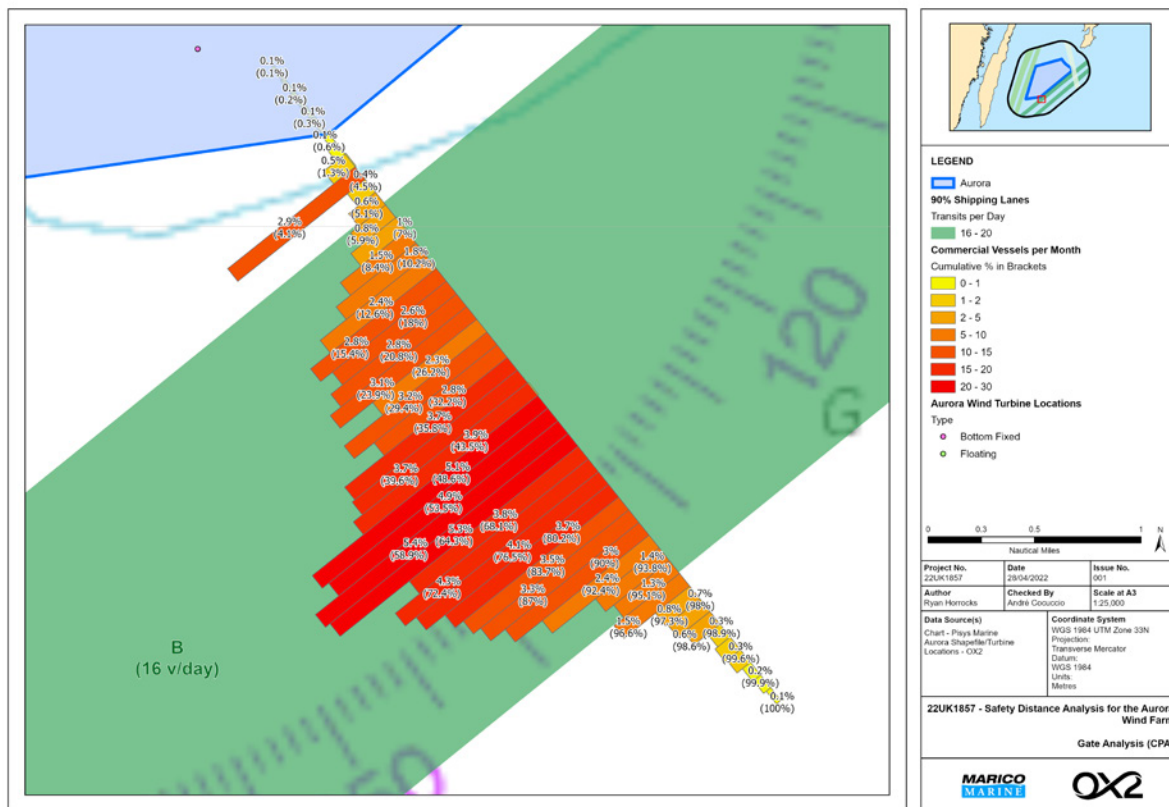 0.1%
(0.1%)
0.1%
(0.2%)
0.1%
(0.3%)
0.1%
(0.6%)
0.5%
(1.3%)
0.4%
(4.5%)
2.9%
(4.1%)
0.6%
(5.1%)
0.8%
(5.9%)
1%
(7%)
1.5%
(8.4%)
1.8%
(10.2%)
2.4%
(12.6%)
2.6%
(18%)
2.8%
(15.4%)
2.8%
(20.8%)
2.3%
(26.2%)
3.1%
(23.9%)
3.2%
(29.4%)
2.8%
(32.2%)
3.7%
(35.8%)
3.9%
(43.5%)
3.7%
(39.6%)
5.1%
(48.6%)
4.9%
(53.5%)
5.4%
(58.9%)
5.3%
(64.3%)
3.8%
(68.1%)
4.3%
(72.4%)
4.1%
(76.5%)
3.7%
(80.2%)
3.5%
(83.7%)
3.3%
(87%)
3%
(90%)
2.4%
(92.4%)
1.4%
(93.8%)
1.3%
(95.1%)
1.5%
(96.6%)
0.8%
(97.3%)
0.7%
(98%)
0.6%
(98.6%)
0.3%
(98.9%)
0.3%
(99.6%)
0.2%
(99.9%)
0.1%
(100%)
120
G
B
(16 v/day)
LEGEND
Aurora
90% Shipping Lanes
Transits per Day
16 - 20
Commercial Vessels per Month
Cumulative % in Brackets
0 - 1
1 - 2
2 - 5
5 - 10
10 - 15
15 - 20
20 - 30
Aurora Wind Turbine Locations
Type
Bottom Fixed
Floating
0 0.3 0.5 1 N
Nautical Miles
Project No. Date Issue No.
22UK1857 28/04/2022 001
Author Checked By Scale at A3
Ryan Horrocks André Cocuccio 1:25,000
Data Source(s)
Chart - Pisys Marine
Aurora Shapefile/Turbine
Locations - OX2
Coordinate System
WGS 1984 UTM Zone 33N
Projection:
Transverse Mercator
Datum:
WGS 1984
Units:
Metres
22UK1857 - Safety Distance Analysis for the Aurora
Wind Farm
Gate Analysis (CPA
MARICO
MARINE
OX2